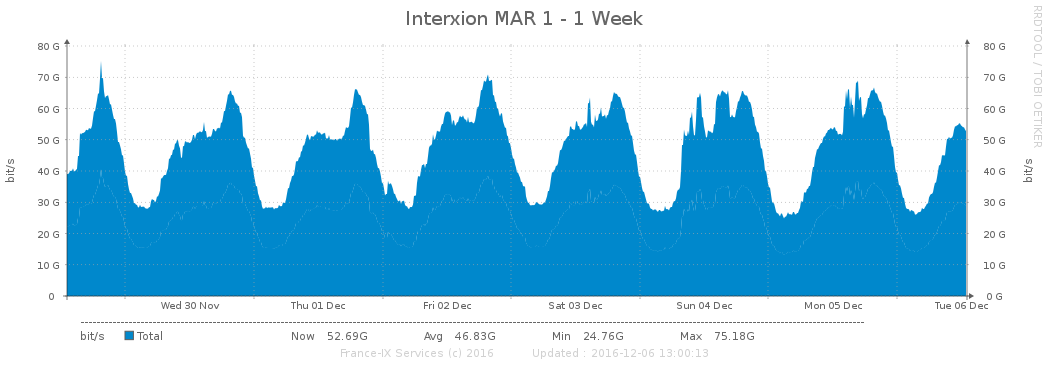 Interxion MAR 1 - 1 Week
RRDTOOL / TOBI OETIKER
80 G 80 G
70 G 70 G
60 G 60 G
50 G 50 G
40 G 40 G
30 G 30 G
20 G 20 G
10 G 10 G
0 0 G
bit/s
bit/s
Wed 30 Nov Thu 01 Dec Fri 02 Dec Sat 03 Dec Sun 04 Dec Mon 05 Dec Tue 06 Dec
bit/s Total Now 52.69G Avg 46.83G Min 24.76G Max 75.18G
France-IX Services (c) 2016 Updated : 2016-12-06 13:00:13